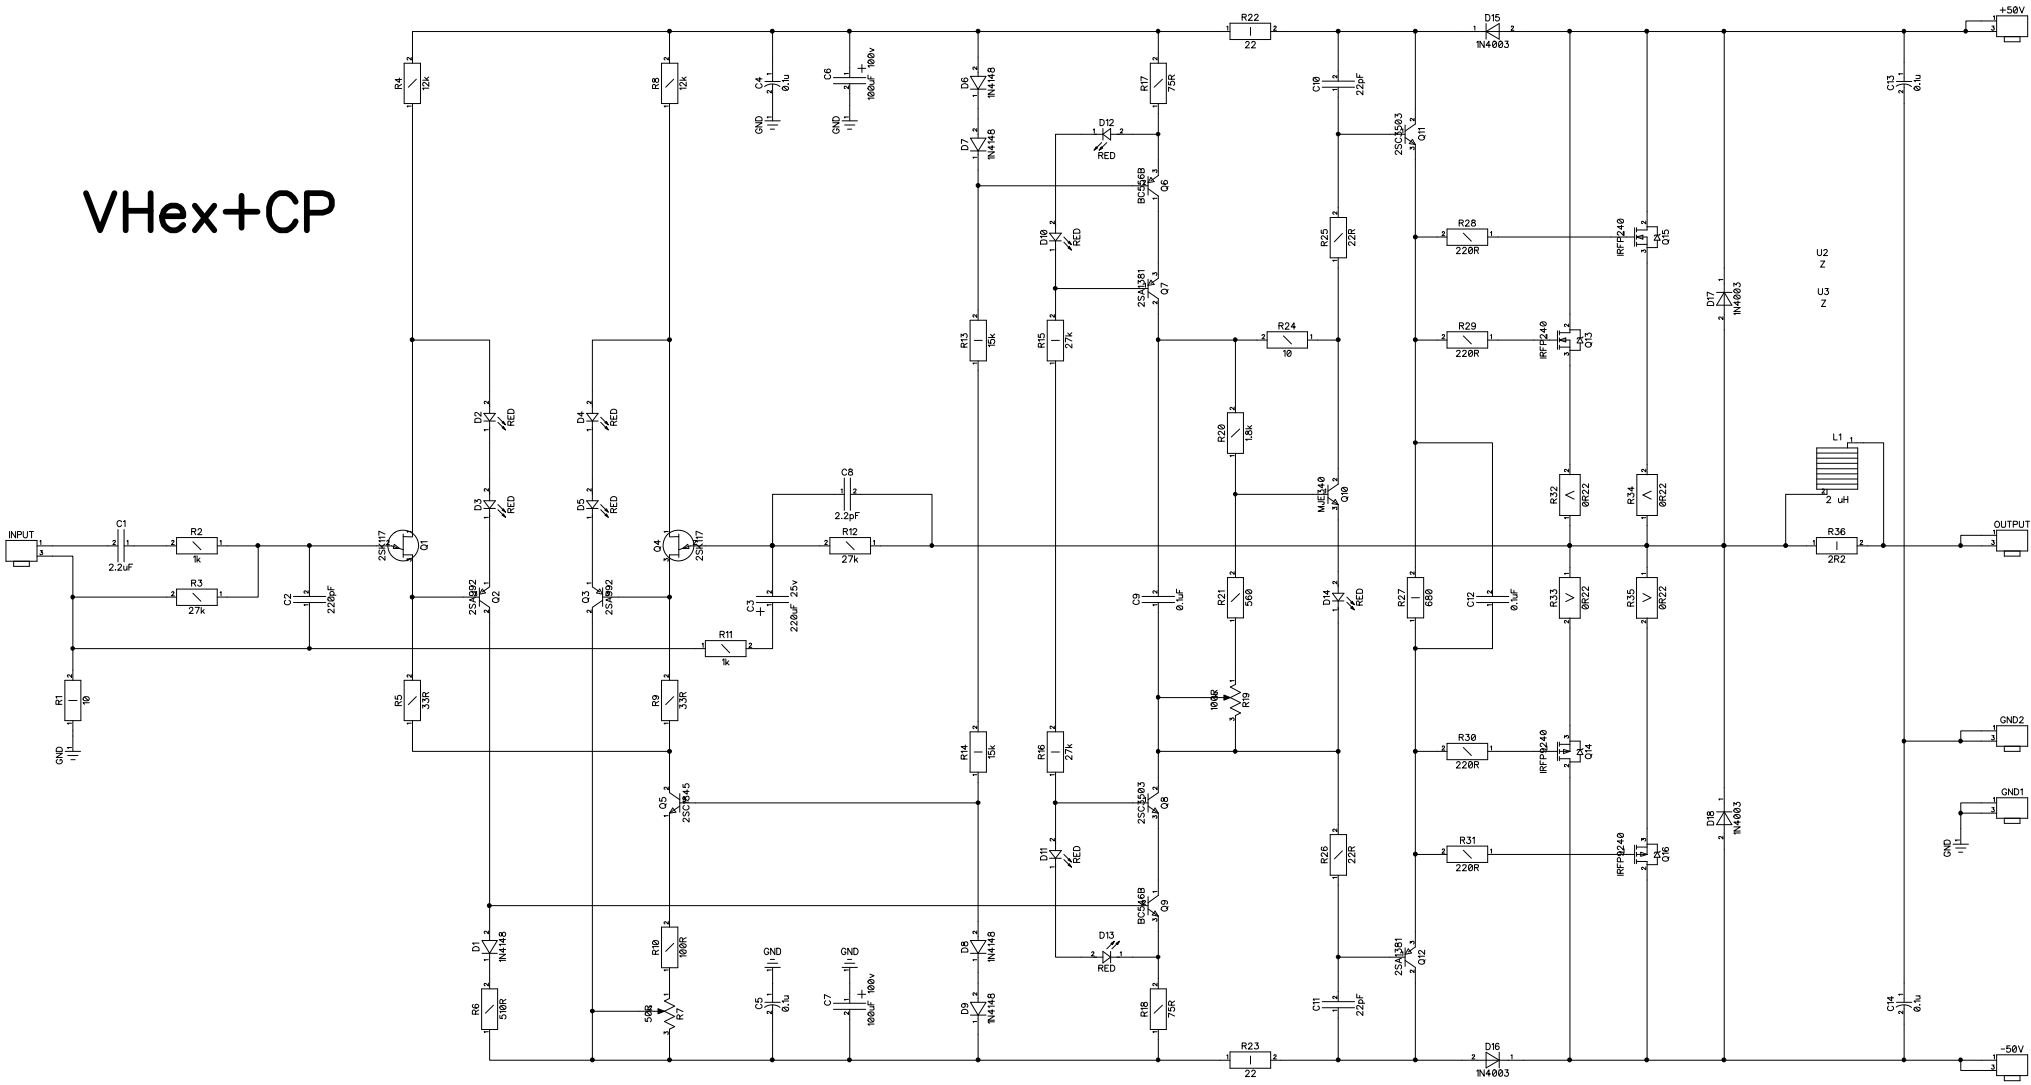 VHex+CP
INPUT
1
3
C1
2.2uF
R2
1k
R3
27k
C2
220pF
R1
10
GND
R4
12k
Q1
2SK117
D2
RED
D3
RED
Q2
2SA992
R5
33R
D1
1N4148
R6
510R
D4
RED
D5
RED
Q3
2SA992
R8
12k
Q4
2SK117
R9
33R
Q5
2SC1845
R10
100R
R7
50R
C4
0.1u
GND
C6
100uF 100v
GND
C8
2.2pF
R12
27k
C3
220uF 25v
R11
1k
GND
C5
0.1u
GND
C7
100uF 100v
D6
1N4148
D7
1N4148
R13
15k
R14
15k
D8
1N4148
D9
1N4148
D12
RED
D10
RED
R15
27k
R16
27k
D11
RED
D13
RED
R17
75R
Q6
BC556B
Q7
2SA1381
C9
0.1uF
Q8
2SC3503
Q9
BC546B
R18
75R
R22
22
R24
10
R20
1.8k
R21
560
R19
100R
R23
22
C10
22pF
R25
22R
Q10
MJE340
D14
RED
R26
22R
C11
22pF
Q11
2SC3503
R27
680
C12
0.1uF
Q12
2SA1381
D15
1N4003
R28
220R
R29
220R
R30
220R
R31
220R
D16
1N4003
Q13
IRFP240
Q15
IRFP240
R32
0R22
R34
0R22
R33
0R22
R35
0R22
Q14
IRFP9240
Q16
IRFP9240
D17
1N4003
D18
1N4003
U2
Z
U3
Z
L1
2 uH
R36
2R2
C13
0.1u
C14
0.1u
+50V
OUTPUT
GND2
GND1
GND
-50V